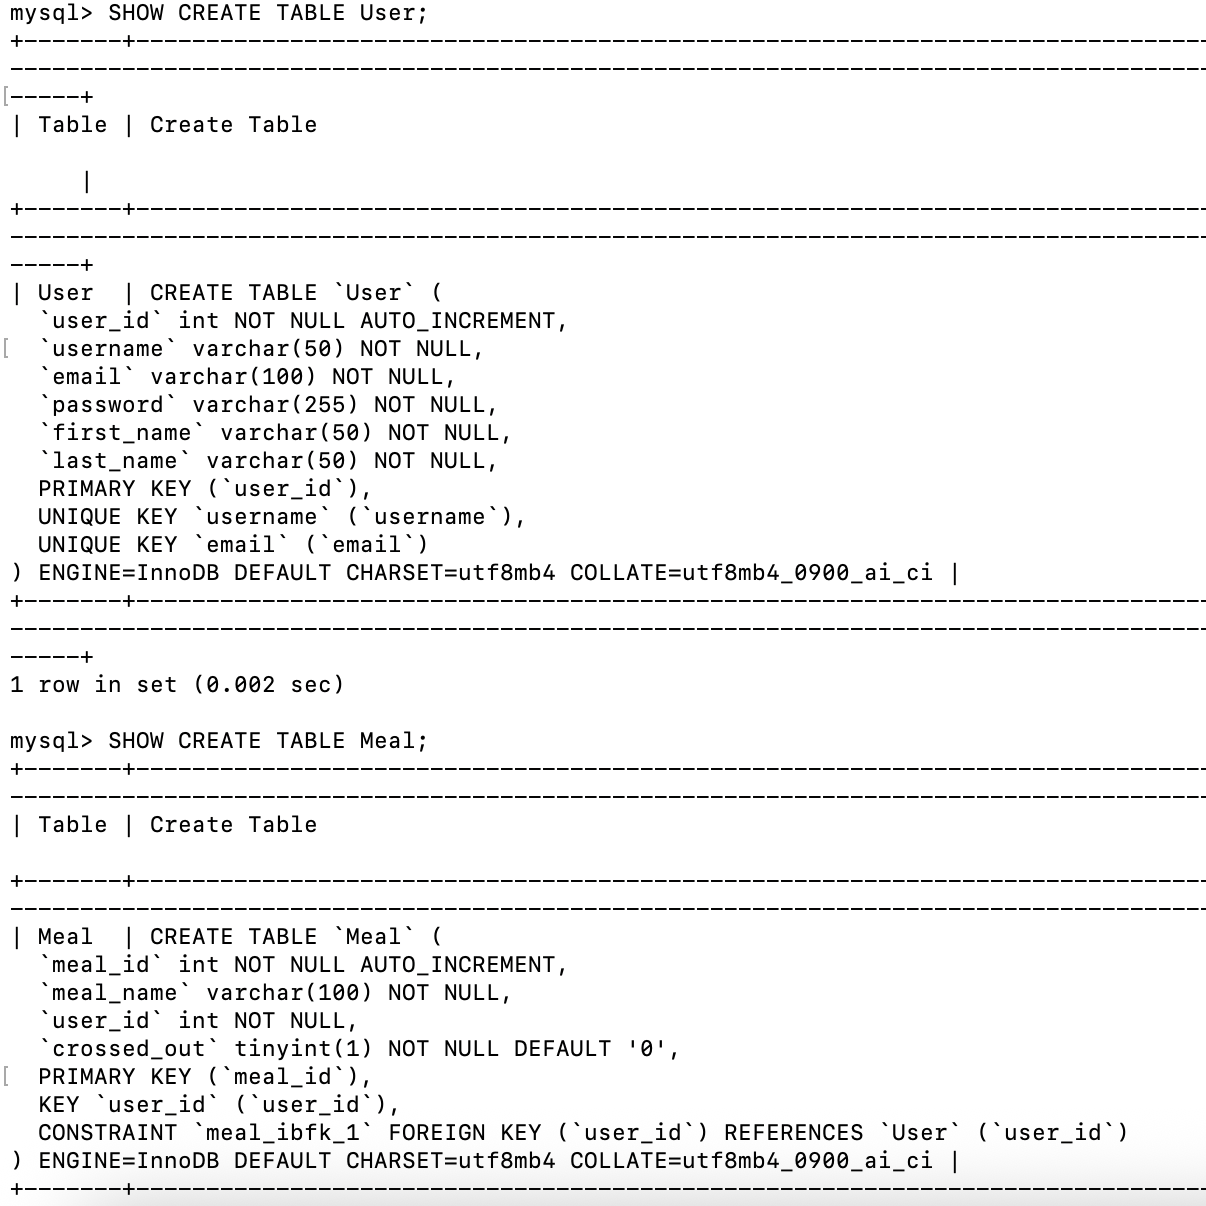 mysql> SHOW CREATE TABLE User;
+-------+------------------------------------------------------------------------------
--------------------------------------------------------------------------------------
[-----+
| Table | Create Table
      |
+-------+------------------------------------------------------------------------------
--------------------------------------------------------------------------------------
------+
| User  | CREATE TABLE `User` (
  `user_id` int NOT NULL AUTO_INCREMENT,
[  `username` varchar(50) NOT NULL,
  `email` varchar(100) NOT NULL,
  `password` varchar(255) NOT NULL,
  `first_name` varchar(50) NOT NULL,
  `last_name` varchar(50) NOT NULL,
  PRIMARY KEY (`user_id`),
  UNIQUE KEY `username` (`username`),
  UNIQUE KEY `email` (`email`)
) ENGINE=InnoDB DEFAULT CHARSET=utf8mb4 COLLATE=utf8mb4_0900_ai_ci |
+-------+------------------------------------------------------------------------------
--------------------------------------------------------------------------------------
------+
1 row in set (0.002 sec)
mysql> SHOW CREATE TABLE Meal;
+-------+------------------------------------------------------------------------------
--------------------------------------------------------------------------------------
| Table | Create Table
+-------+------------------------------------------------------------------------------
--------------------------------------------------------------------------------------
| Meal  | CREATE TABLE `Meal` (
  `meal_id` int NOT NULL AUTO_INCREMENT,
  `meal_name` varchar(100) NOT NULL,
  `user_id` int NOT NULL,
  `crossed_out` tinyint(1) NOT NULL DEFAULT '0',
[  PRIMARY KEY (`meal_id`),
  KEY `user_id` (`user_id`),
  CONSTRAINT `meal_ibfk_1` FOREIGN KEY (`user_id`) REFERENCES `User` (`user_id`)
) ENGINE=InnoDB DEFAULT CHARSET=utf8mb4 COLLATE=utf8mb4_0900_ai_ci |
+-------+------------------------------------------------------------------------------